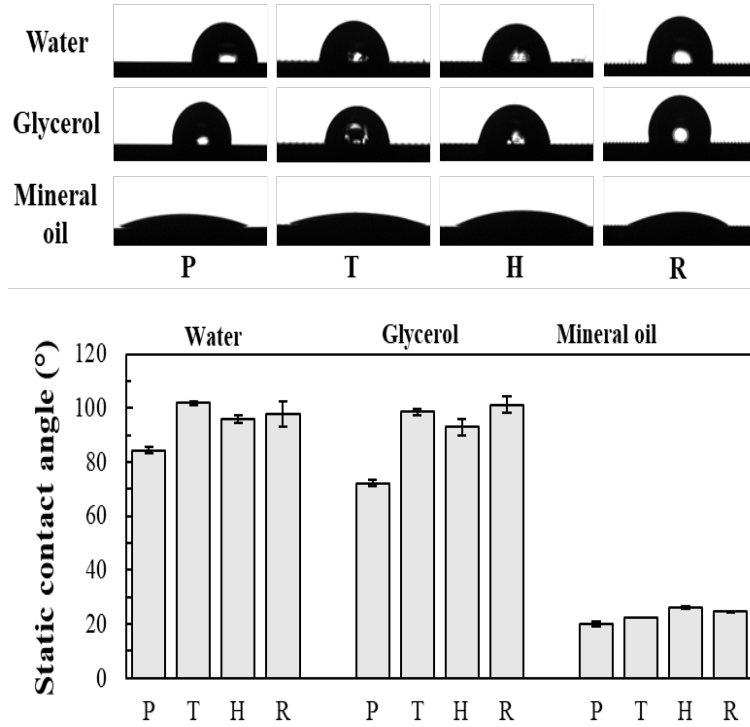 Water
Glycerol
Mineral
oil
P T H R
Water Glycerol Mineral oil
Static contact angle (°)
120
100
80
60
40
20
0
P T H R P T H R P T H R